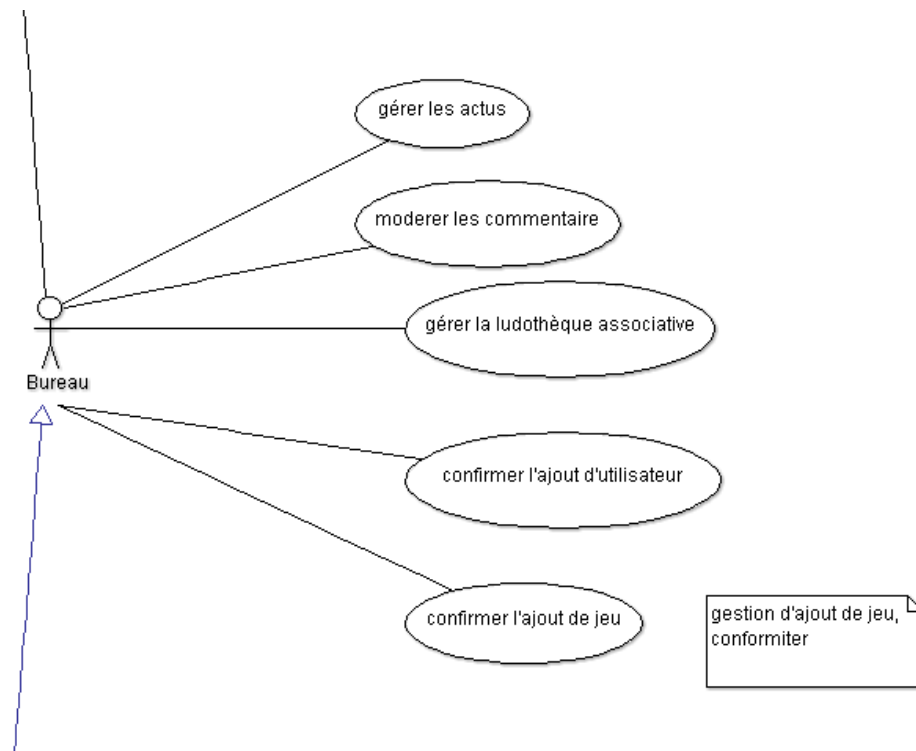 gérer les actus
moderer les commentaire
gérer la ludothèque associative
Bureau
confirmer l'ajout d'utilisateur
confirmer l'ajout de jeu
gestion d'ajout de jeu,
conformiter